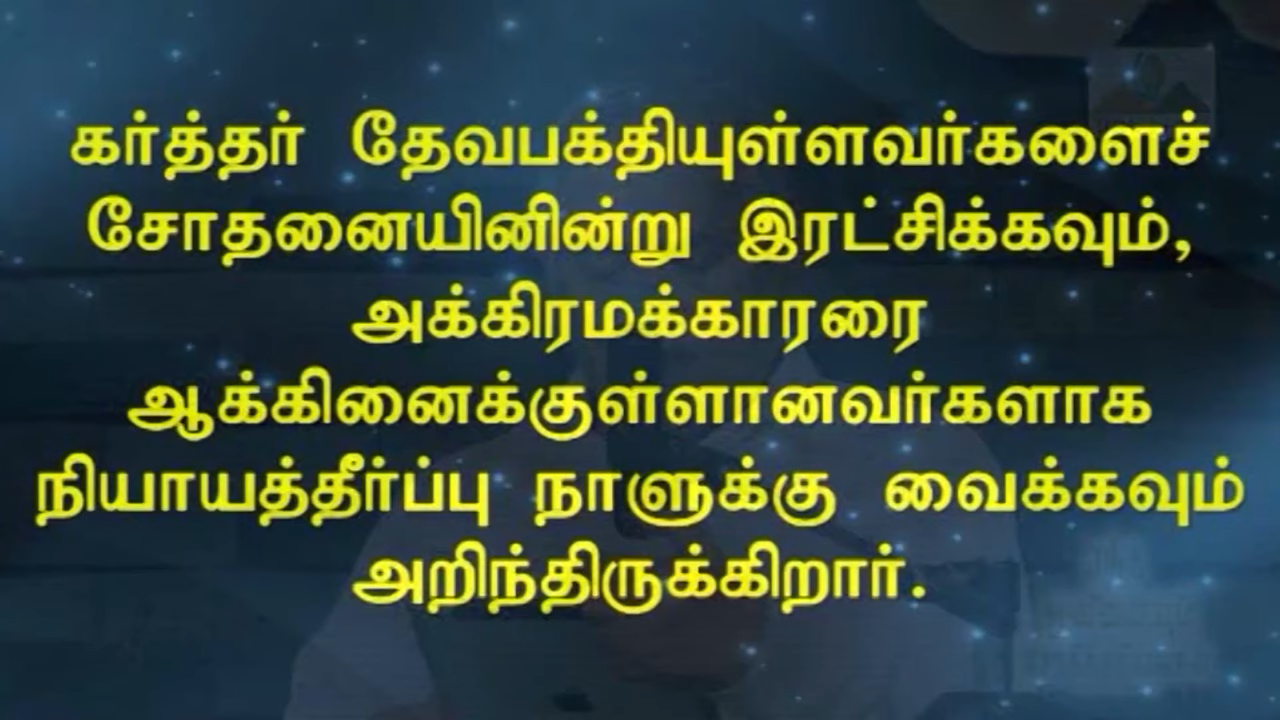 கர்த்தர் தேவபக்தியுள்ளவர்களைச்
சோதனையினின்று இரட்சிக்கவும்,
அக்கிரமக்காரரை
ஆக்கினைக்குள்ளானவர்களாக
நியாயத்தீர்ப்பு நாளுக்கு வைக்கவும்
அறிந்திருக்கிறார்.